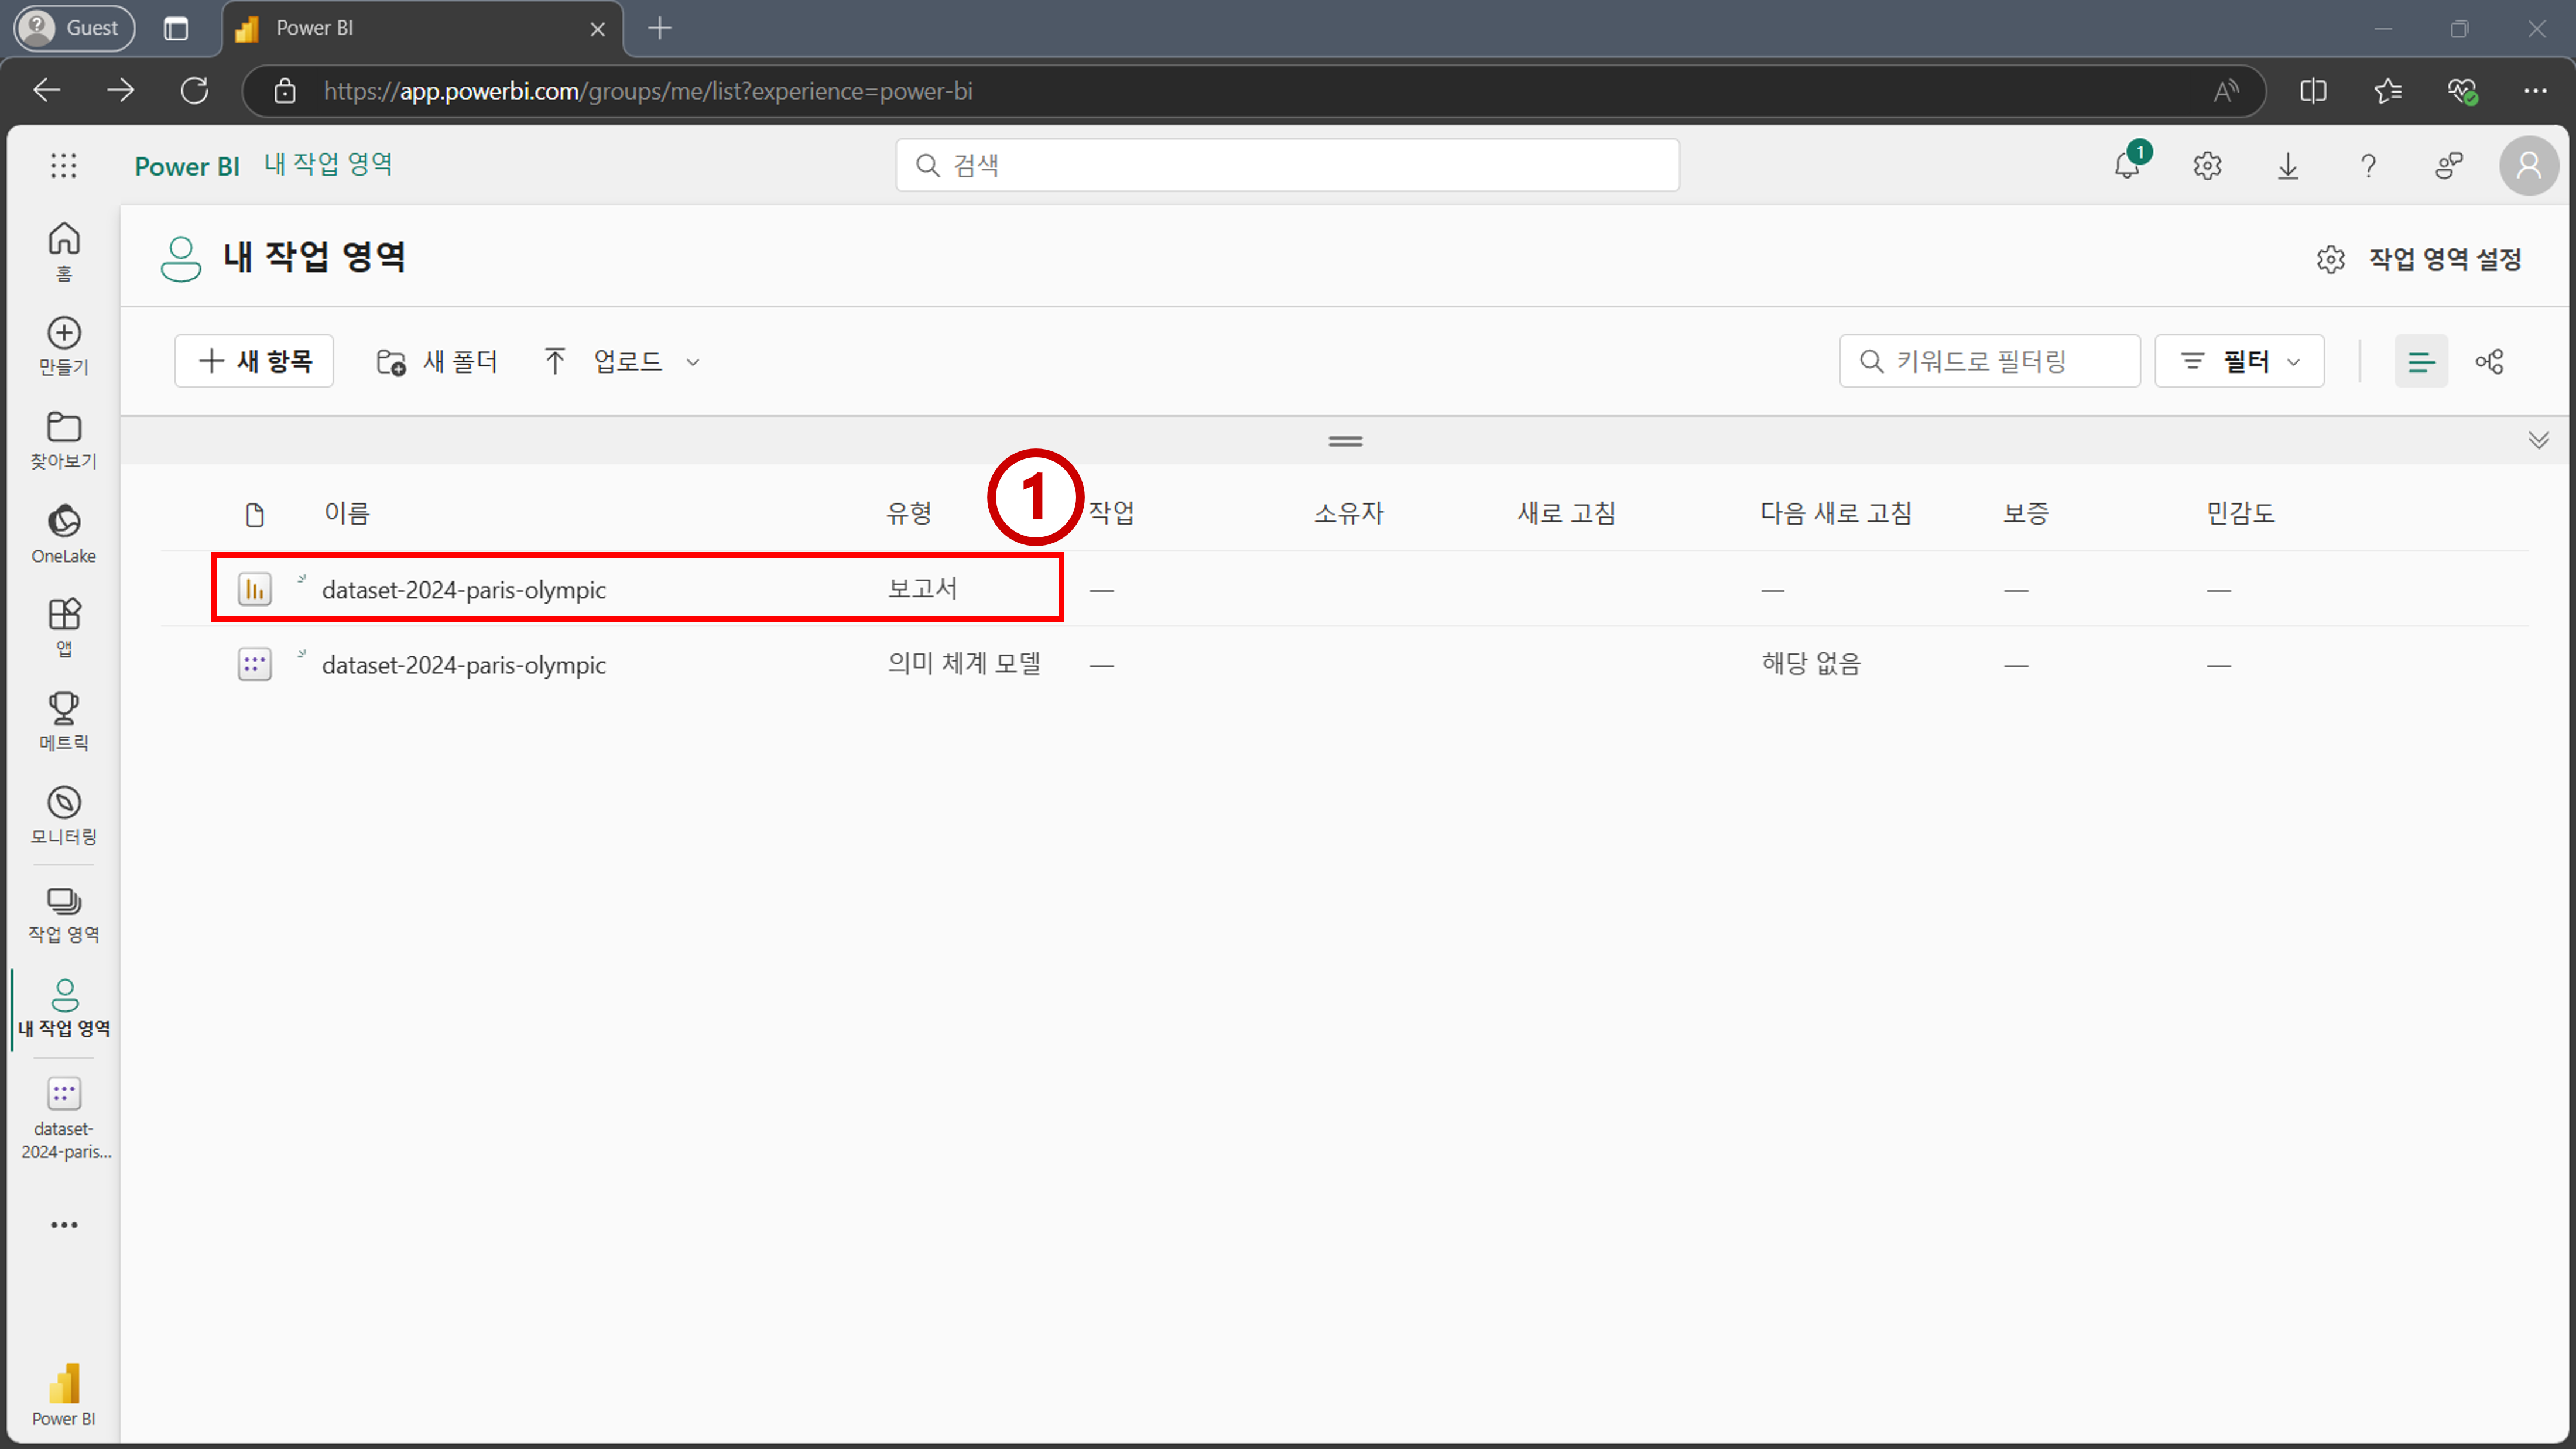 Guest
Power BI
https://app.powerbi.com/groups/me/list?experience=power-bi
Power BI 내 작업 영역
검색
1
홈
만들기
찾아보기
OneLake
앱
메트릭
모니터링
작업 영역
내 작업 영역
dataset-
2024-paris...
Power BI
내 작업 영역
작업 영역 설정
새 항목 새 폴더 업로드
키워드로 필터링 필터
1
이름 유형 작업 소유자 새로 고침 다음 새로 고침 보증 민감도
dataset-2024-paris-olympic 보고서 — — — —
dataset-2024-paris-olympic 의미 체계 모델 — 해당 없음 — —